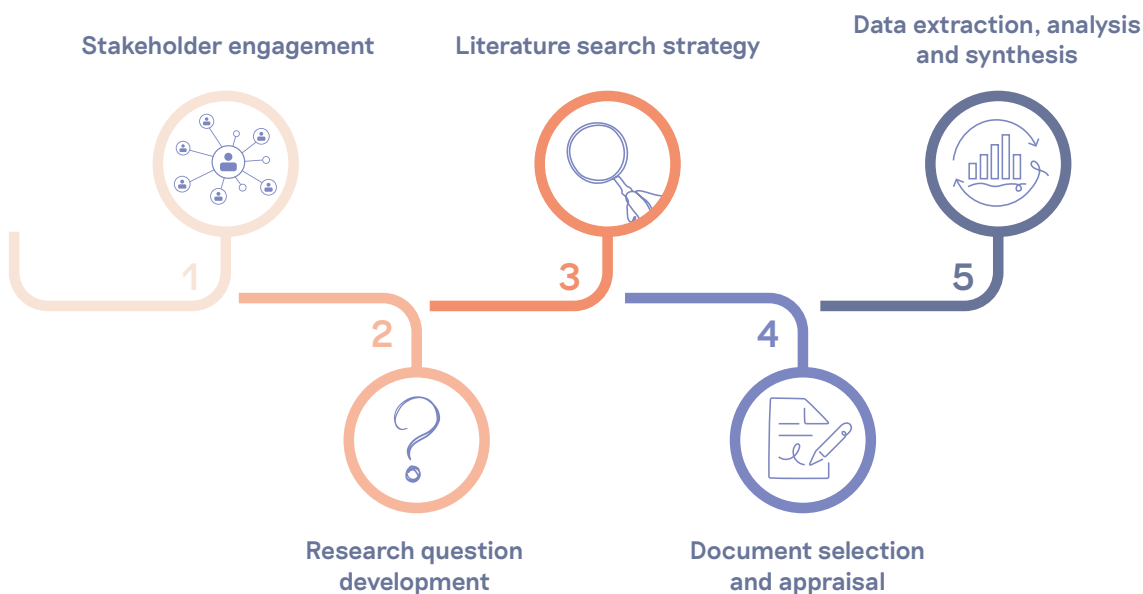 Stakeholder engagement
1
2
Research question
development
Literature search strategy
3
4
Document selection
and appraisal
Data extraction, analysis
and synthesis
5